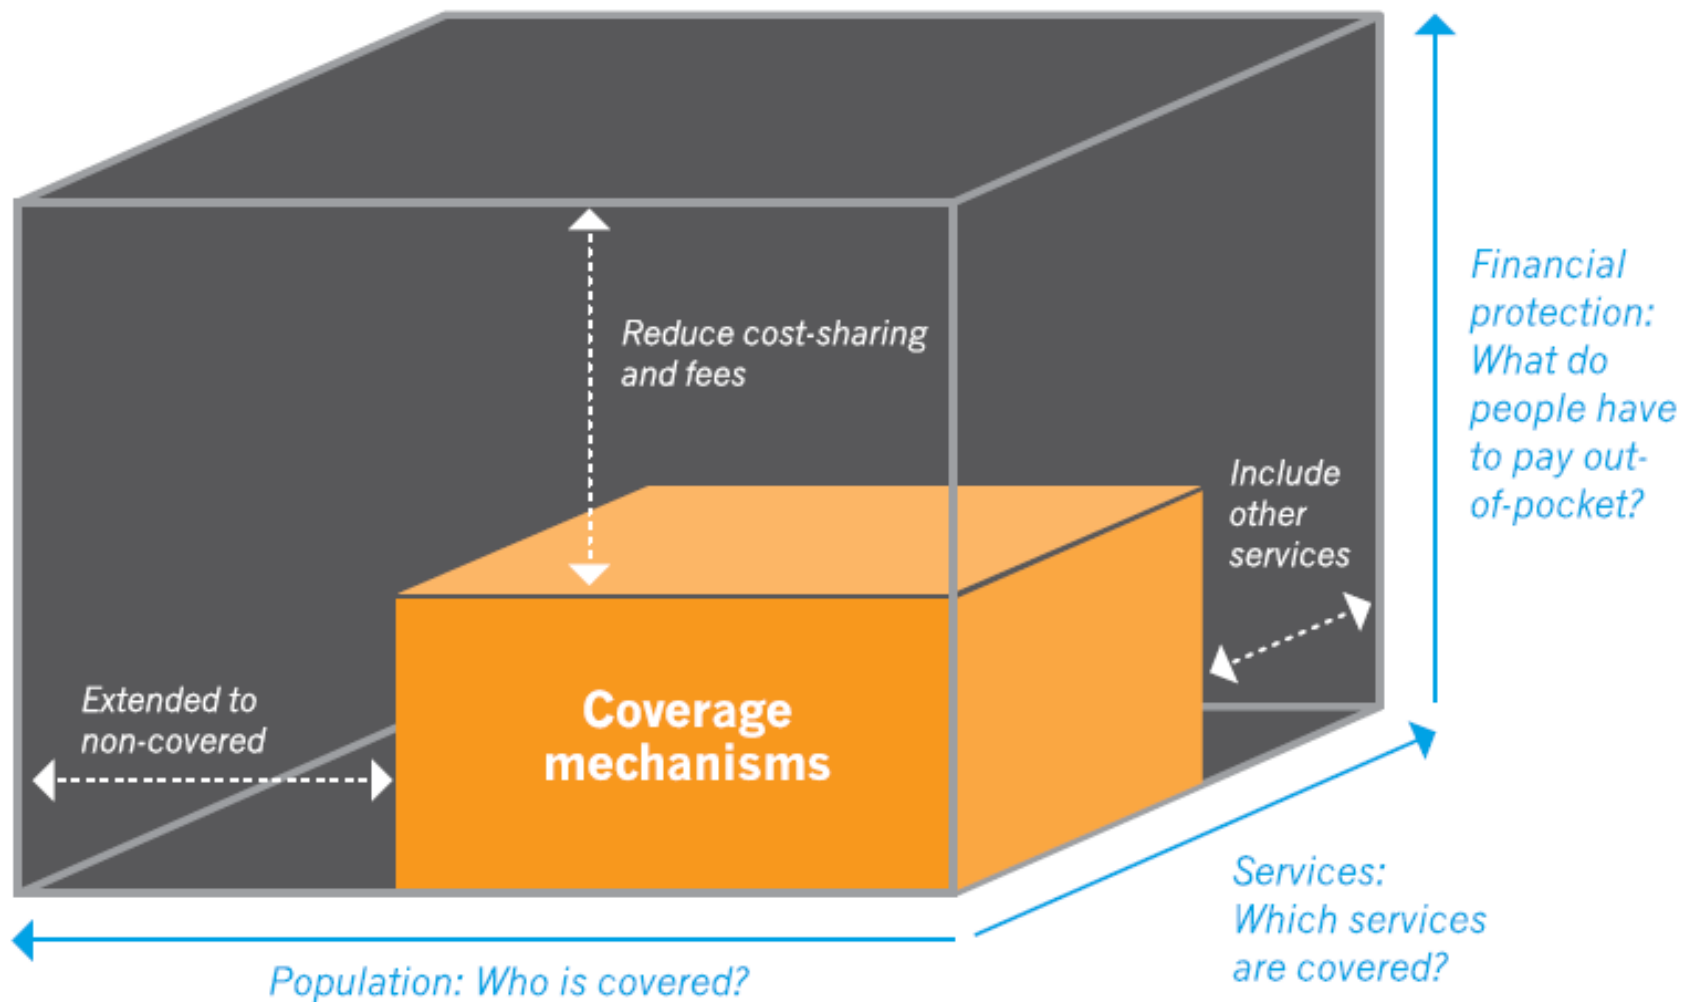 Reduce cost-sharing
and fees
Include
other
services
Extended to
non-covered
Coverage
mechanisms
Financial
protection:
What do
people have
to pay out-
of-pocket?
Services:
Which services
are covered?
Population: Who is covered?